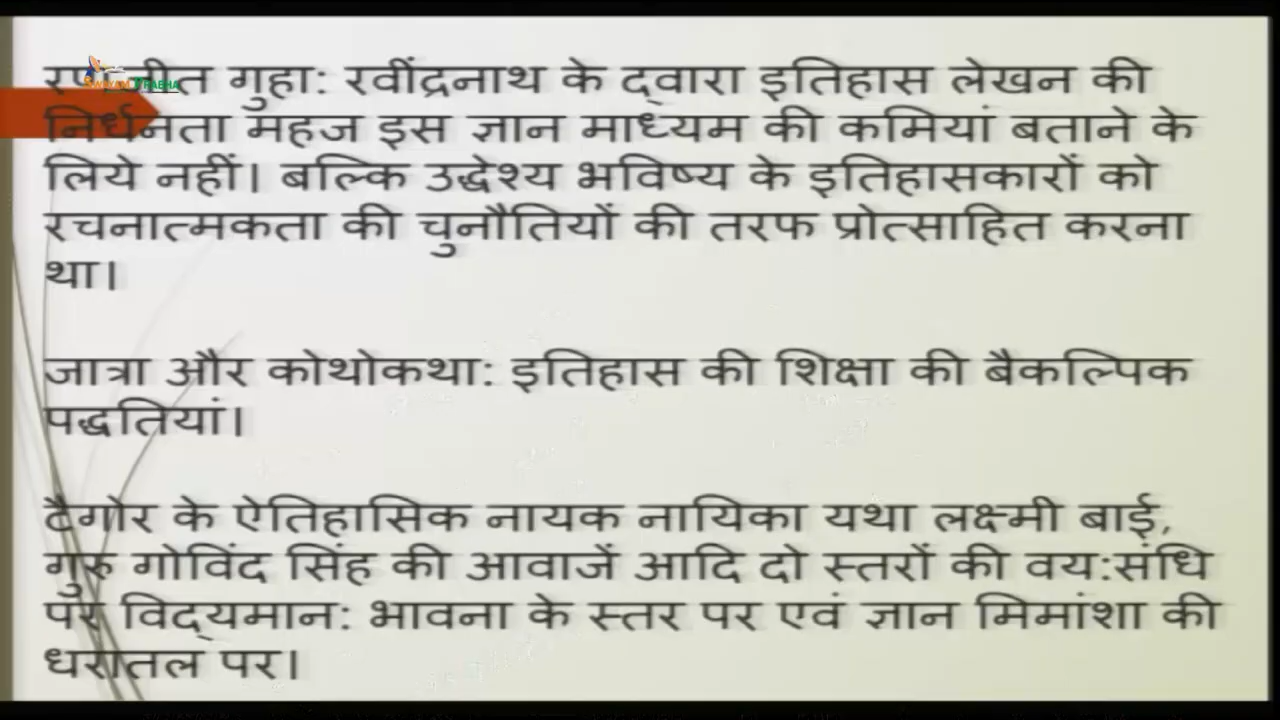 गुहा: रवींद्रनाथ के द्वारा इतिहास लेखन की
निर्धनता महज इस ज्ञान माध्यम की कमियां बताने के
लिये नहीं। बल्कि उद्धेश्य भविष्य के इतिहासकारों को
रचनात्मकता की चुनौतियों की तरफ प्रोत्साहित करना
था।
जात्रा और कोथोकथा: इतिहास की शिक्षा की बैकल्पिक
पद्धतियां।
टैगोर के ऐतिहासिक नायक नायिका यथा लक्ष्मी बाई,
गुरु गोविंद सिंह की आवाजें आदि दो स्तरों की वय:संधि
पर विद्यमान: भावना के स्तर पर एवं ज्ञान मिमांशा की
धरातल पर।